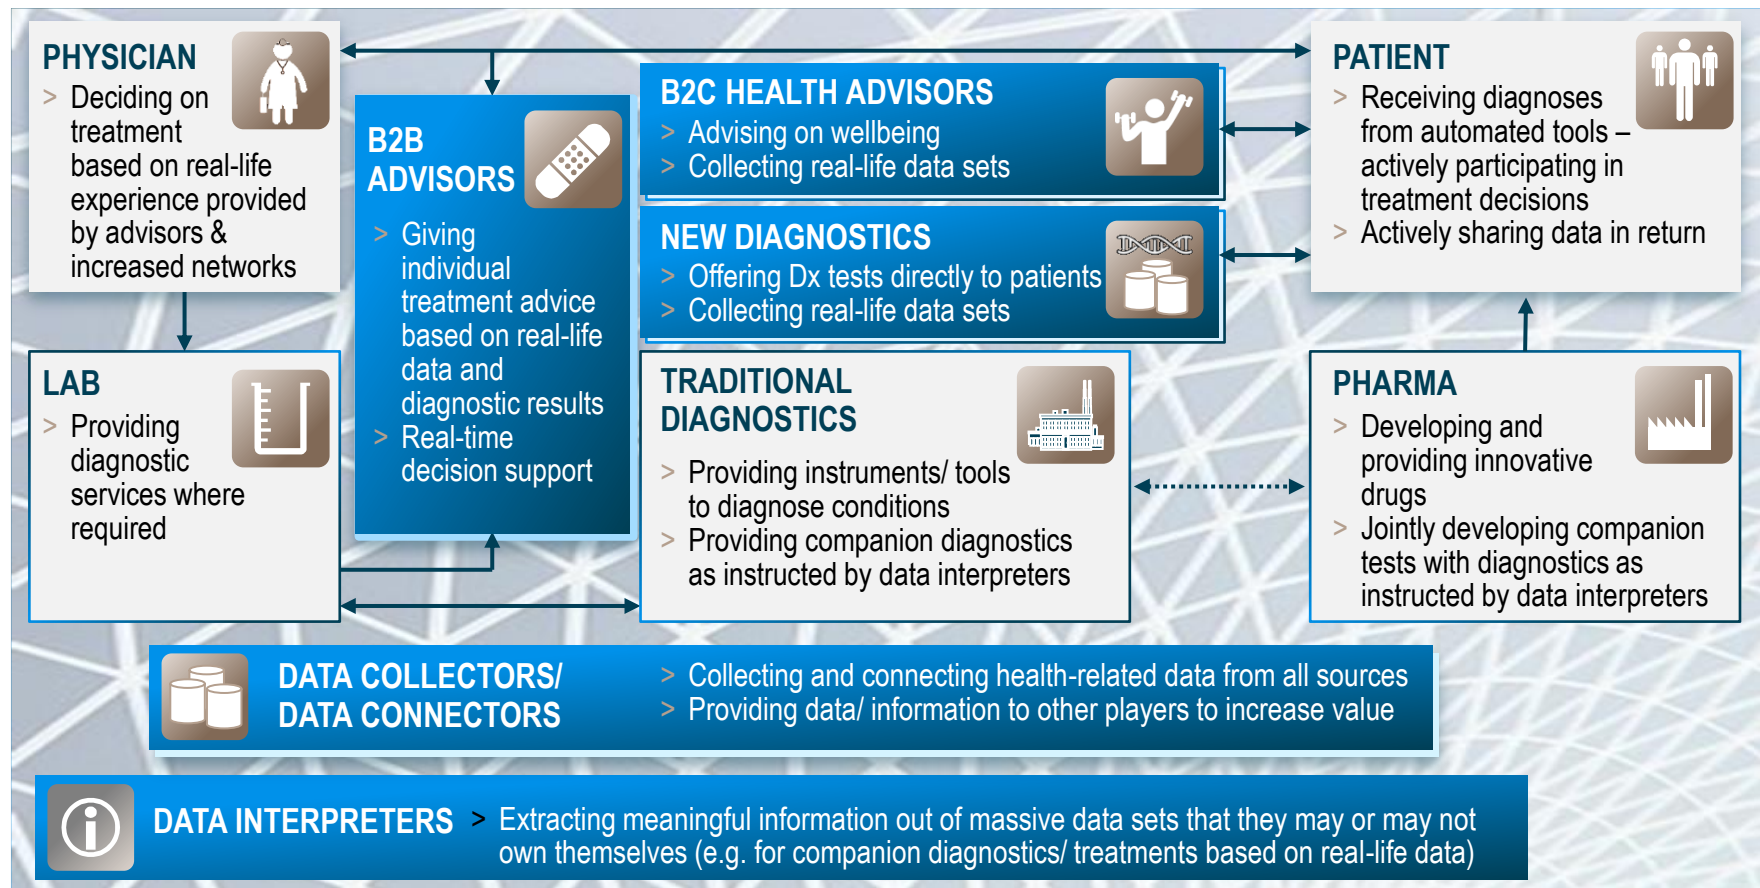 PHYSICIAN
> Deciding on
treatment
based on real-life
experience provided
by advisors &
increased networks
B2B
ADVISORS
> Giving
individual
treatment advice
based on real-life
data and
diagnostic results
> Real-time
decision support
B2C HEALTH ADVISORS
> Advising on wellbeing
> Collecting real-life data sets
NEW DIAGNOSTICS
> Offering Dx tests directly to patients
> Collecting real-life data sets
PATIENT
> Receiving diagnoses
from automated tools –
actively participating in
treatment decisions
> Actively sharing data in return
LAB
> Providing
diagnostic
services where
required
TRADITIONAL
DIAGNOSTICS
> Providing instruments/ tools
to diagnose conditions
> Providing companion diagnostics
as instructed by data interpreters
PHARMA
> Developing and
providing innovative
drugs
> Jointly developing companion
tests with diagnostics as
instructed by data interpreters
DATA COLLECTORS/
DATA CONNECTORS
> Collecting and connecting health-related data from all sources
> Providing data/ information to other players to increase value
DATA INTERPRETERS
> Extracting meaningful information out of massive data sets that they may or may not
own themselves (e.g. for companion diagnostics/ treatments based on real-life data)